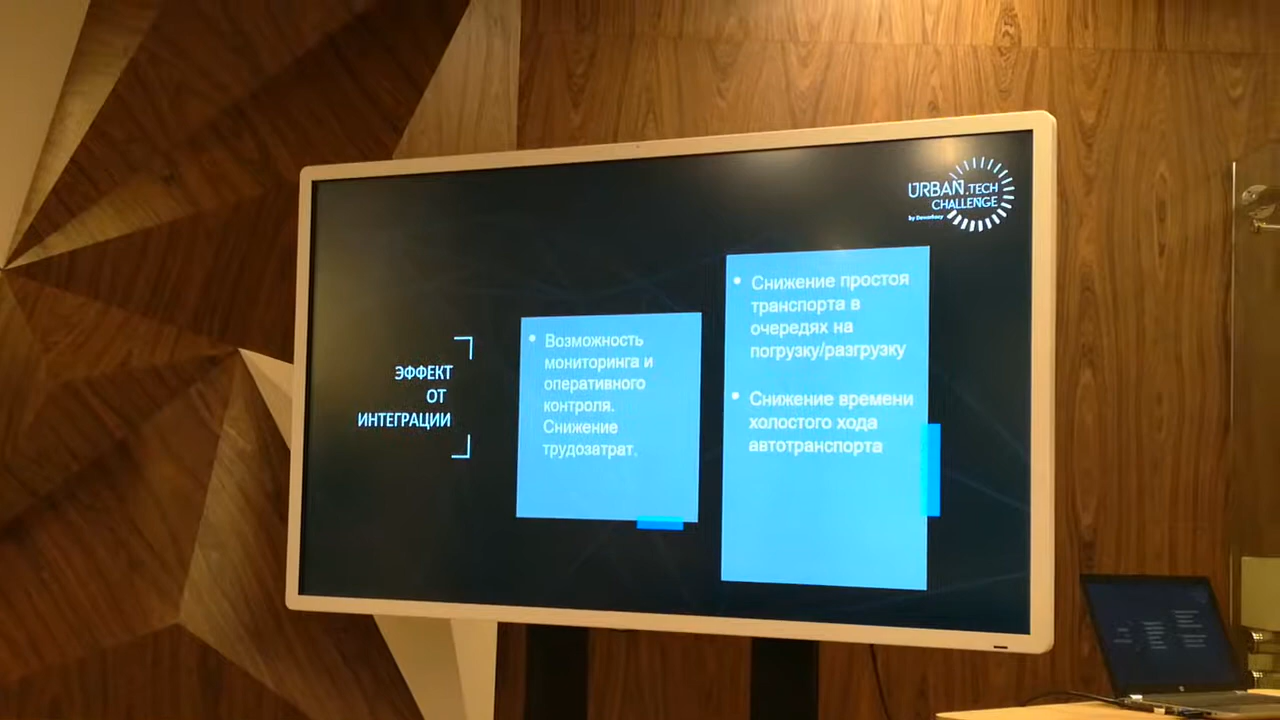 URBAN.TECH
CHALLENGE
ЭФФЕКТ
ОТ
ИНТЕГРАЦИИ
• Возможность
мониторинга и
оперативного
контроля.
Снижение
трудозатрат.
• Снижение простоя
транспорта в
очередях на
погрузку/разгрузку
• Снижение времени
холостого хода
автотранспорта